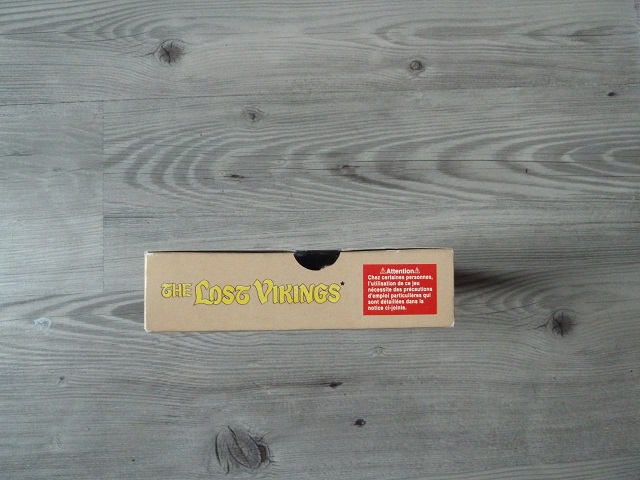 THE LOST VIKINGS
⚠Attention⚠
Chez certaines personnes,
l'utilisation de ce jeu
nécessite des précautions
d'emploi particulières qui
sont détaillées dans la
notice ci-jointe.